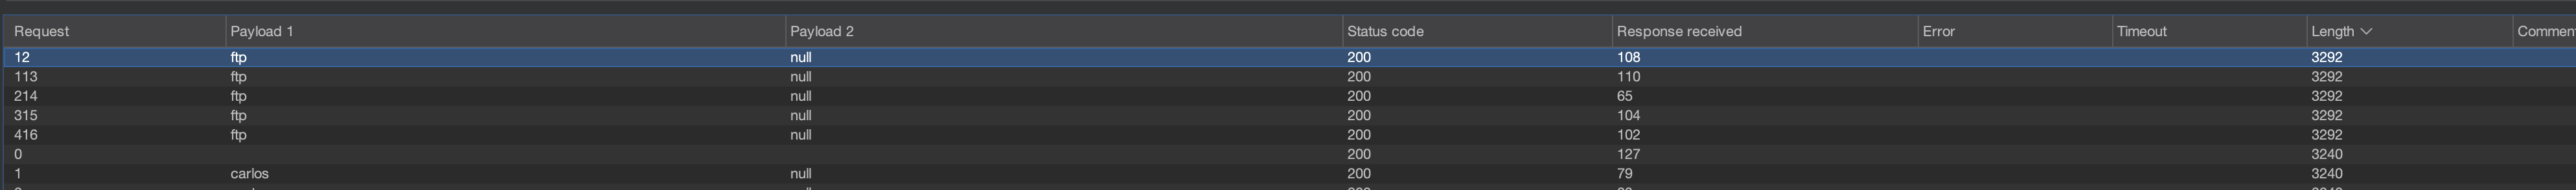 Request Payload 1 Payload 2 Status code Response received Error Timeout Length Commen
12 ftp null 200 108 3292
113 ftp null 200 110 3292
214 ftp null 200 65 3292
315 ftp null 200 104 3292
416 ftp null 200 102 3292
0 200 127 3240
1 carlos null 200 79 3240